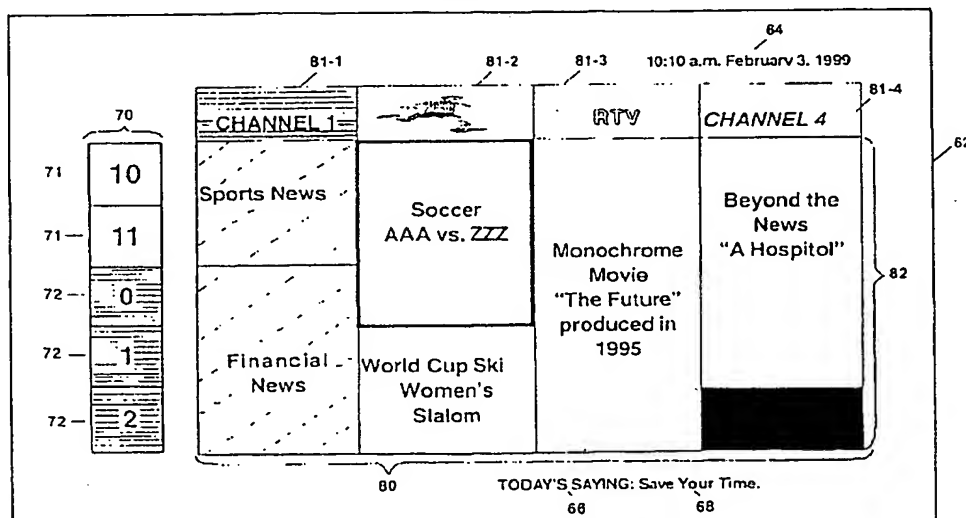 64
81-1 81-2 81-3 10:10 a.m. February 3, 1999
81-4
70
CHANNEL 1 RTV CHANNEL 4
62
71 10
Sports News
Soccer
AAA vs. ZZZ
Beyond the
News
"A Hospitol"
71 11
Monochrome
Movie
"The Future"
produced in
1995
82
72 0
72 1
Financial
News
World Cup Ski
Women's
Slalom
72 2
80
TODAY'S SAYING: Save Your Time.
66 68